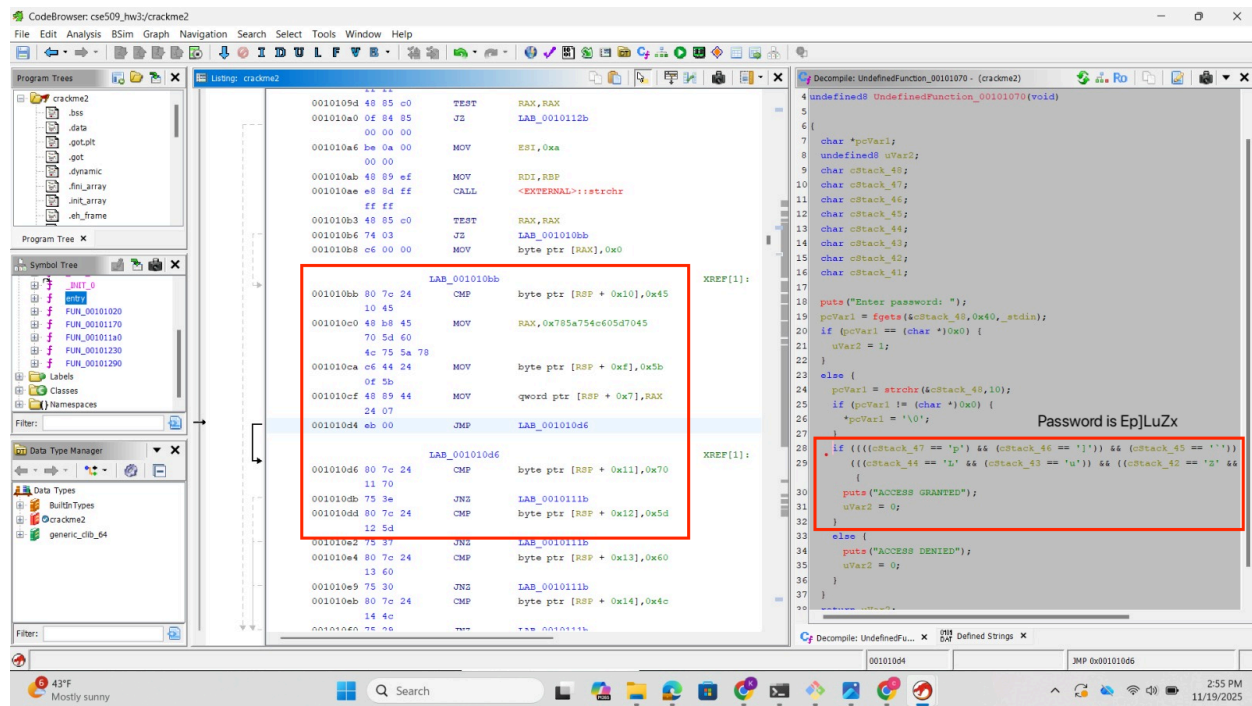 CodeBrowser: cse509_hw3:/crackme2
File Edit Analysis BSim Graph Navigation Search Select Tools Window Help
Program Trees
crackme2
.bss
.data
.got.plt
.got
.dynamic
.fini_array
.init_array
.eh_frame
Program Tree
Symbol Tree
_INIT_0
entry
FUN_00101020
FUN_00101170
FUN_001011a0
FUN_00101230
FUN_00101290
Labels
Classes
Namespaces
Filter:
Data Type Manager
Data Types
BuiltInTypes
crackme2
generic_clib_64
Filter:
Listing: crackme2
0010109d 48 85 c0 TEST RAX,RAX
001010a0 0f 84 85 JZ LAB_0010112b
00 00 00
001010a6 be 0a 00 MOV ESI,0xa
00 00
001010ab 48 89 ef MOV RDI,RBP
001010ae e8 8d ff CALL <EXTERNAL>::strchr
ff ff
001010b3 48 85 c0 TEST RAX,RAX
001010b6 74 03 JZ LAB_001010bb
001010b8 c6 00 00 MOV byte ptr [RAX],0x0
LAB_001010bb XREF[1]:
001010bb 80 7c 24 CMP byte ptr [RSP + 0x10],0x45
10 45
001010c0 48 b8 45 MOV RAX,0x785a754c605d7045
70 5d 60
4c 75 5a 78
001010ca c6 44 24 MOV byte ptr [RSP + 0xf],0x5b
0f 5b
001010cf 48 89 44 MOV qword ptr [RSP + 0x7],RAX
24 07
001010d4 eb 00 JMP LAB_001010d6
LAB_001010d6 XREF[1]:
001010d6 80 7c 24 CMP byte ptr [RSP + 0x11],0x70
11 70
001010db 75 3e JNZ LAB_0010111b
001010dd 80 7c 24 CMP byte ptr [RSP + 0x12],0x5d
12 5d
001010e2 75 37 JNZ LAB_0010111b
001010e4 80 7c 24 CMP byte ptr [RSP + 0x13],0x60
13 60
001010e9 75 30 JNZ LAB_0010111b
001010eb 80 7c 24 CMP byte ptr [RSP + 0x14],0x4c
14 4c
Decompile: UndefinedFunction_00101070 - (crackme2)
4 undefined8 UndefinedFunction_00101070(void)
5
6 {
7 char *pcVar1;
8 undefined8 uVar2;
9 char cStack_48;
10 char cStack_47;
11 char cStack_46;
12 char cStack_45;
13 char cStack_44;
14 char cStack_43;
15 char cStack_42;
16 char cStack_41;
17
18 puts("Enter password: ");
19 pcVar1 = fgets(&cStack_48,0x40,_stdin);
20 if (pcVar1 == (char *)0x0) {
21 uVar2 = 1;
22 }
23 else {
24 pcVar1 = strchr(&cStack_48,10);
25 if (pcVar1 != (char *)0x0) {
26 *pcVar1 = '\0';
27 }
Password is Ep]LuZx
28 if ((((cStack_47 == 'p') && (cStack_46 == ']')) && (cStack_45 == '`'))
(((cStack_44 == 'L' && (cStack_43 == 'u')) && ((cStack_42 == 'Z' &&
{
30 puts("ACCESS GRANTED");
31 uVar2 = 0;
32 }
33 else {
34 puts("ACCESS DENIED");
35 uVar2 = 0;
36 }
37 }
Decompile: UndefinedFu... Defined Strings
001010d4 JMP 0x001010d6
6
43°F
Mostly sunny
Search
2:55 PM
11/19/2025